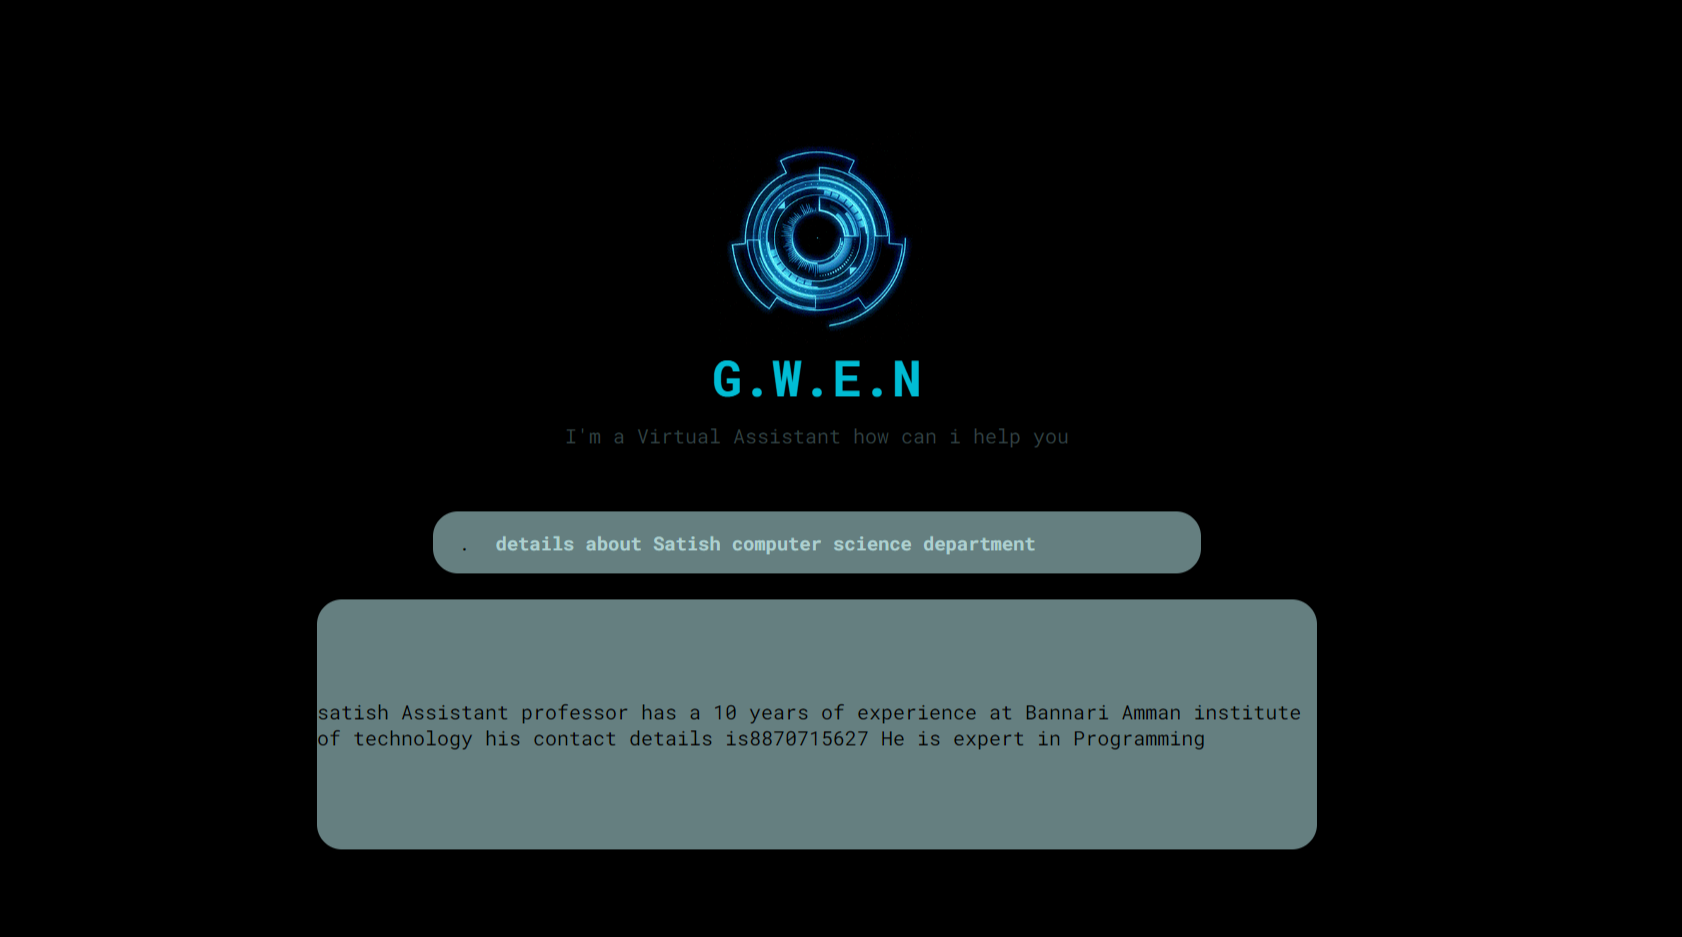 G.W.E.N
I'm a Virtual Assistant how can i help you
. details about Satish computer science department
satish Assistant professor has a 10 years of experience at Bannari Amman institute
of technology his contact details is8870715627 He is expert in Programming